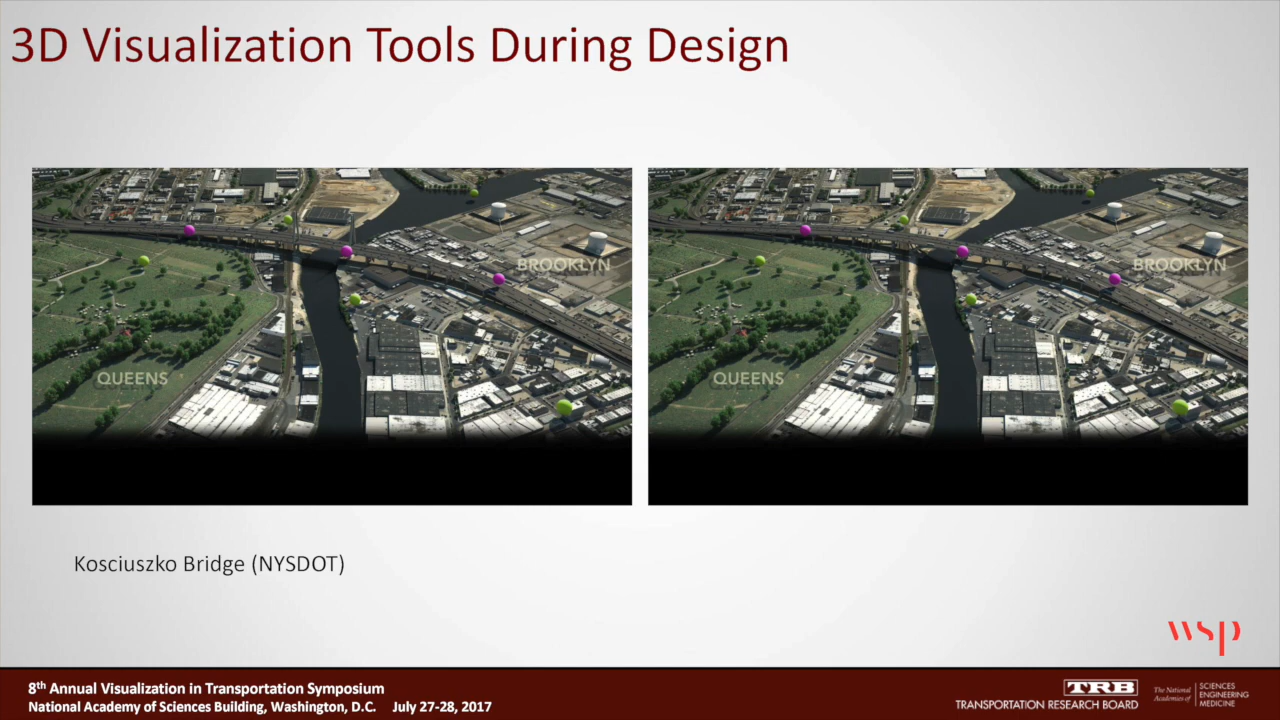 3D Visualization Tools During Design
BROOKLYN
QUEENS
BROOKLYN
QUEENS
Kosciuszko Bridge (NYSDOT)
wsp
8th Annual Visualization in Transportation Symposium
National Academy of Sciences Building, Washington, D.C. July 27-28, 2017
TRB
TRANSPORTATION RESEARCH BOARD
The National Academies of
SCIENCES
ENGINEERING
MEDICINE